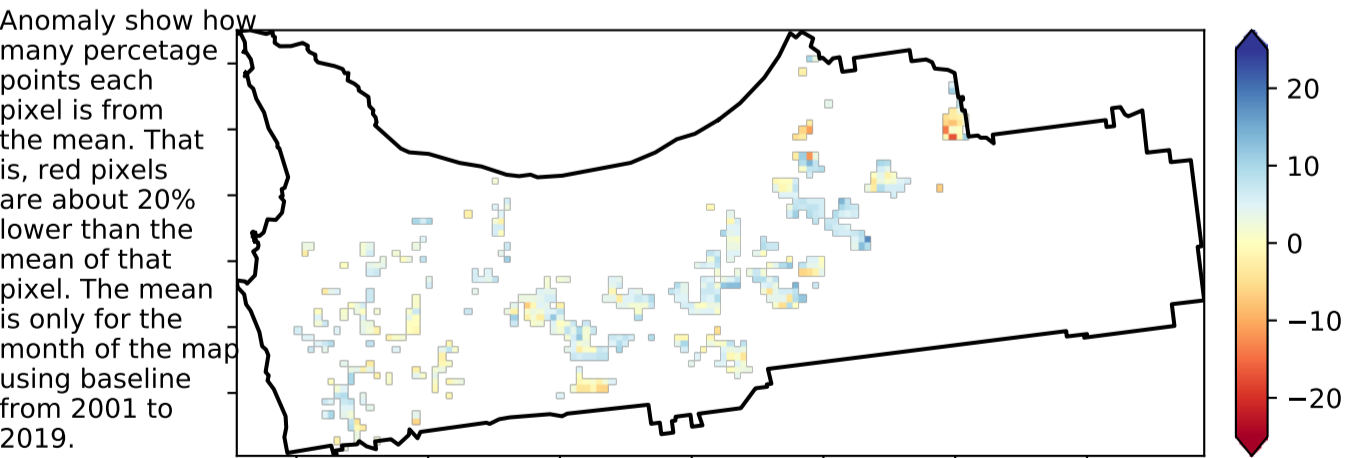 Anomaly show how
many percetage
points each
pixel is from
the mean. That
is, red pixels
are about 20%
lower than the
mean of that
pixel. The mean
is only for the
month of the map
using baseline
from 2001 to
2019.
20
10
0
−10
−20